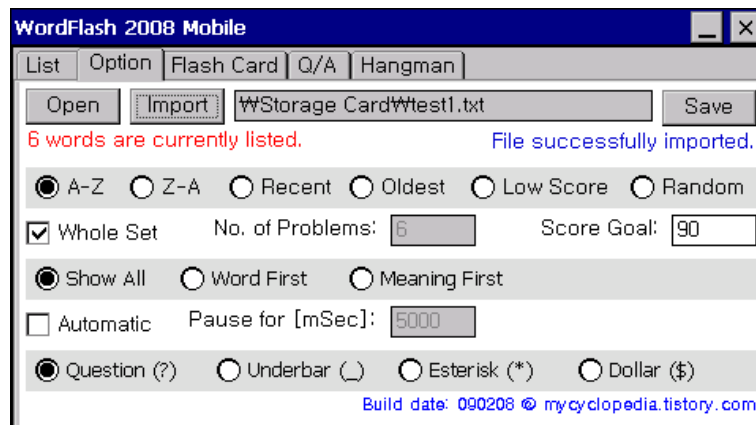 WordFlash 2008 Mobile
List Option Flash Card Q/A Hangman
Open Import ₩Storage Card₩test1.txt Save
6 words are currently listed. File successfully imported.
A-Z Z-A Recent Oldest Low Score Random
Whole Set No. of Problems: 6 Score Goal: 90
Show All Word First Meaning First
Automatic Pause for [mSec]: 5000
Question (?) Underbar (_) Esterisk (*) Dollar ($)
Build date: 090208 @ mycyclopedia.tistory.com